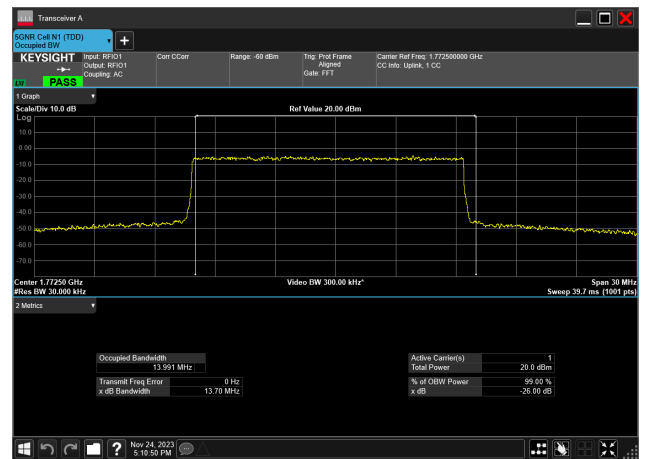 Transceiver A
5GNR Cell N1 (TDD)
Occupied BW
+
KEYSIGHT
LXI PASS
Input: RFIO1
Output: RFIO1
Coupling: AC
Corr CCorr
Range: -60 dBm
Trig: Prot Frame
Aligned
Gate: FFT
Carrier Ref Freq: 1.772500000 GHz
CC Info: Uplink, 1 CC
1 Graph
Scale/Div 10.0 dB
Ref Value 20.00 dBm
Log
10.0
0.00
-10.0
-20.0
-30.0
-40.0
-50.0
-60.0
-70.0
Center 1.77250 GHz
Video BW 300.00 kHz*
Span 30 MHz
#Res BW 30.000 kHz
Sweep 39.7 ms (1001 pts)
2 Metrics
Occupied Bandwidth
13.991 MHz
Transmit Freq Error 0 Hz
x dB Bandwidth 13.70 MHz
Active Carrier(s) 1
Total Power 20.0 dBm
% of OBW Power 99.00 %
x dB -26.00 dB
?
Nov 24, 2023
5:10:50 PM